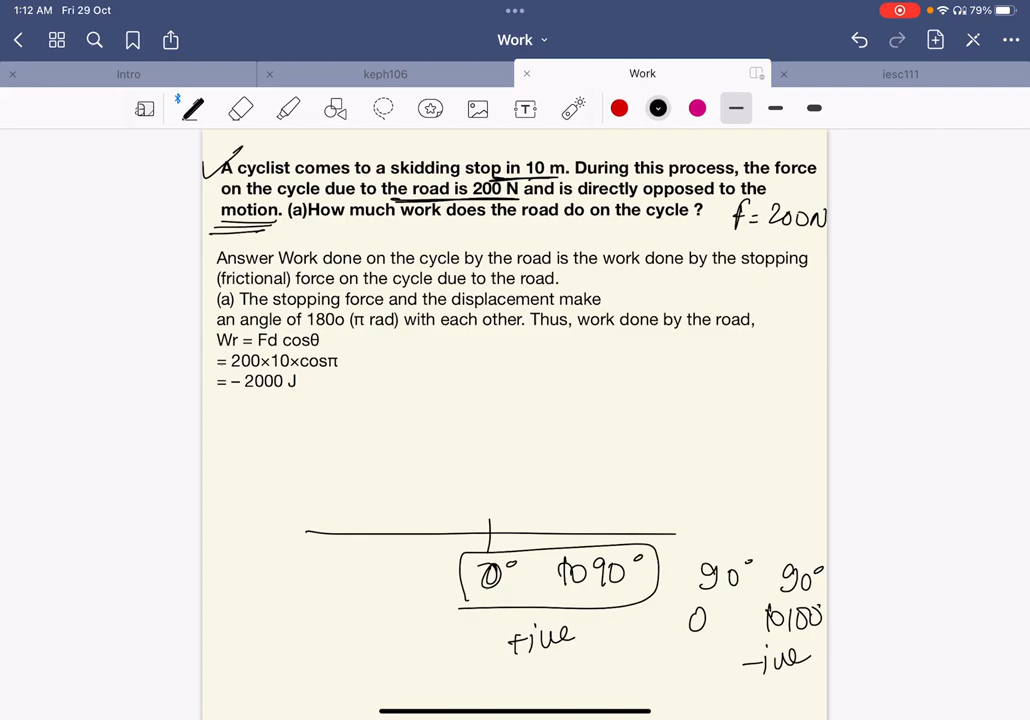 1:12 AM Fri 29 Oct
79%
Work
Intro
keph106
Work
iesc111
A cyclist comes to a skidding stop in 10 m. During this process, the force
on the cycle due to the road is 200 N and is directly opposed to the
motion. (a)How much work does the road do on the cycle ?
f = 200N
Answer Work done on the cycle by the road is the work done by the stopping
(frictional) force on the cycle due to the road.
(a) The stopping force and the displacement make
an angle of 180o (π rad) with each other. Thus, work done by the road,
Wr = Fd cosθ
= 200×10×cosπ
= – 2000 J
0° to 90° 90° 90°
0 to 180
+ive
-ive